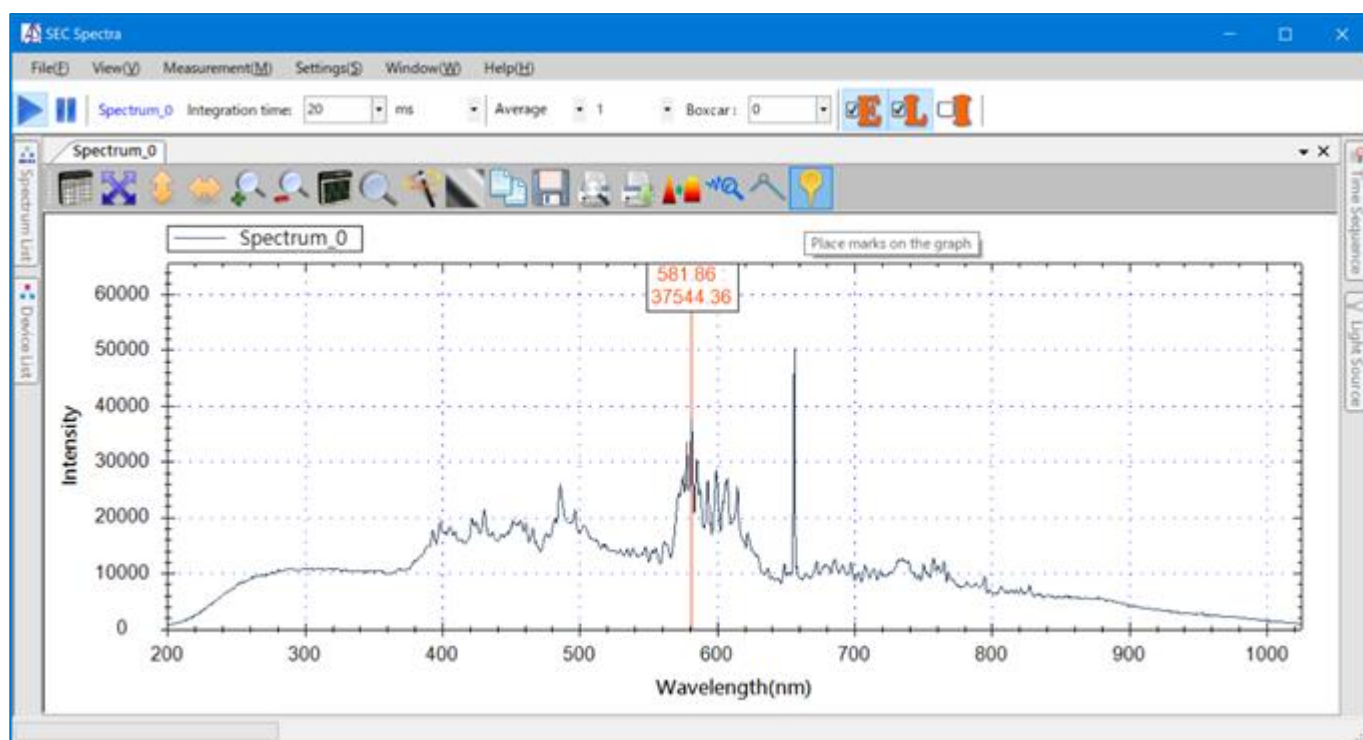 SEC Spectra
File(F) View(V) Measurement(M) Settings(S) Window(W) Help(H)
Spectrum_0 Integration time: 20 ms Average 1 Boxcar: 0 E L I
Spectrum_0
Spectrum List
Device List
Time Sequence
Light Source
Spectrum_0
Place marks on the graph
581.86 :
37544.36
Intensity
60000
50000
40000
30000
20000
10000
0
200 300 400 500 600 700 800 900 1000
Wavelength(nm)